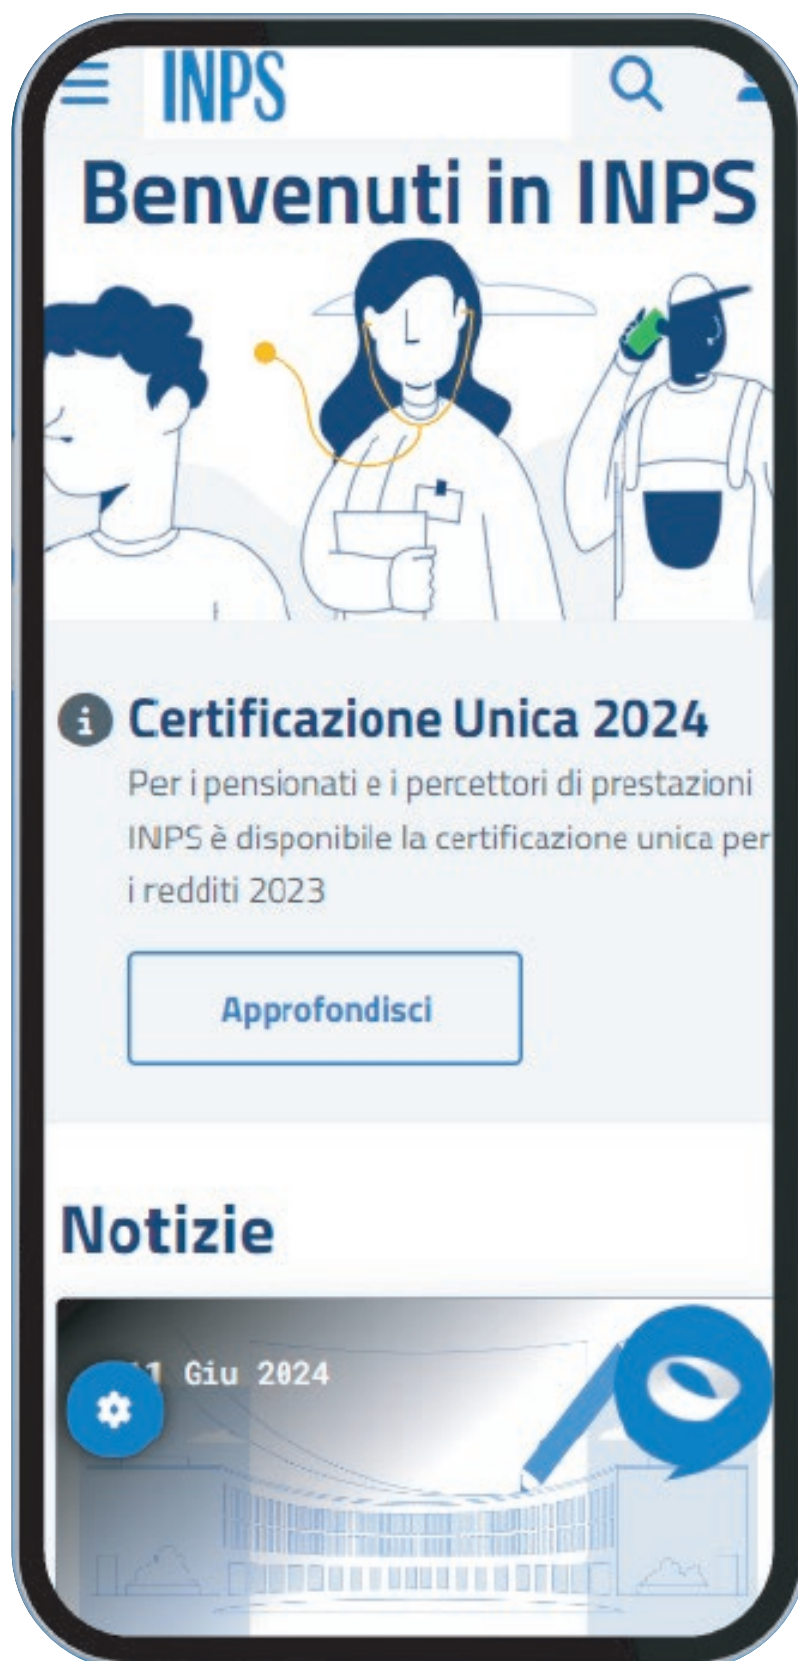 INPS
Benvenuti in INPS
Certificazione Unica 2024
Per i pensionati e i percettori di prestazioni
INPS è disponibile la certificazione unica per
i redditi 2023
Approfondisci
Notizie
Giu 2024